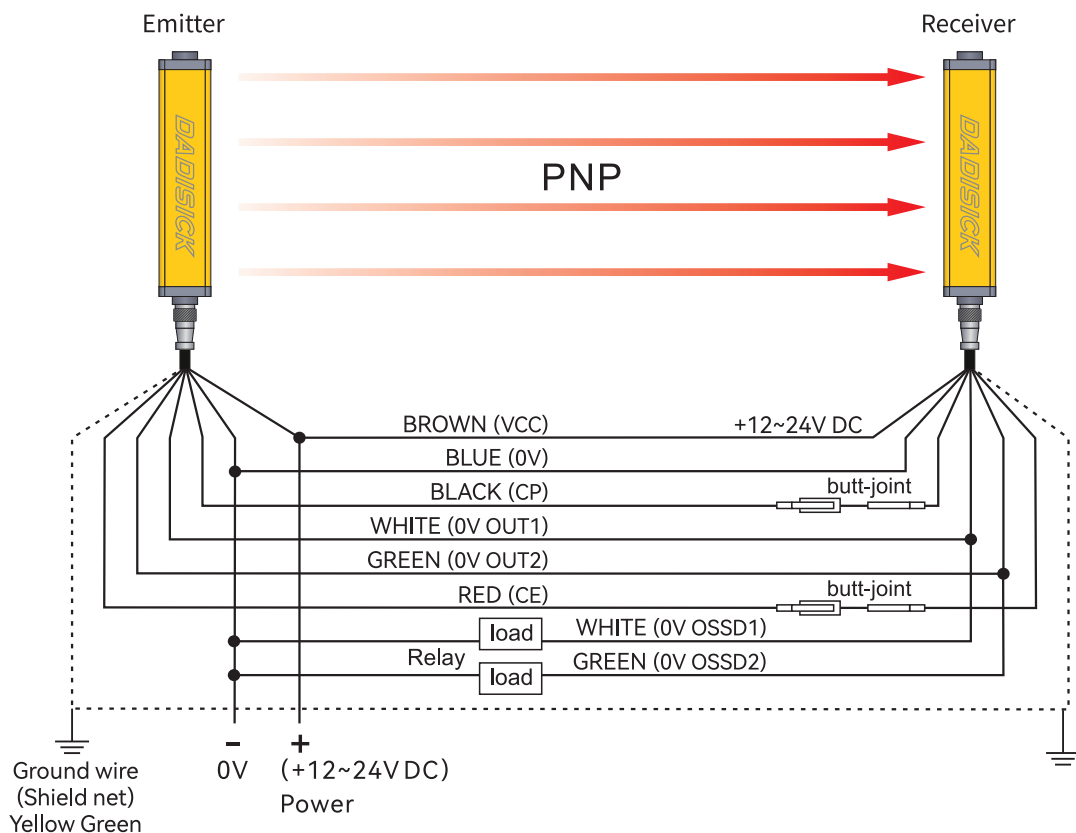 Emitter
Receiver
DADISICK
DADISICK
PNP
BROWN (VCC)
+12~24V DC
BLUE (0V)
BLACK (CP)
butt-joint
WHITE (0V OUT1)
GREEN (0V OUT2)
RED (CE)
butt-joint
load
WHITE (0V OSSD1)
Relay
load
GREEN (0V OSSD2)
- +
0V
(+12~24V DC)
Power
Ground wire
(Shield net)
Yellow Green